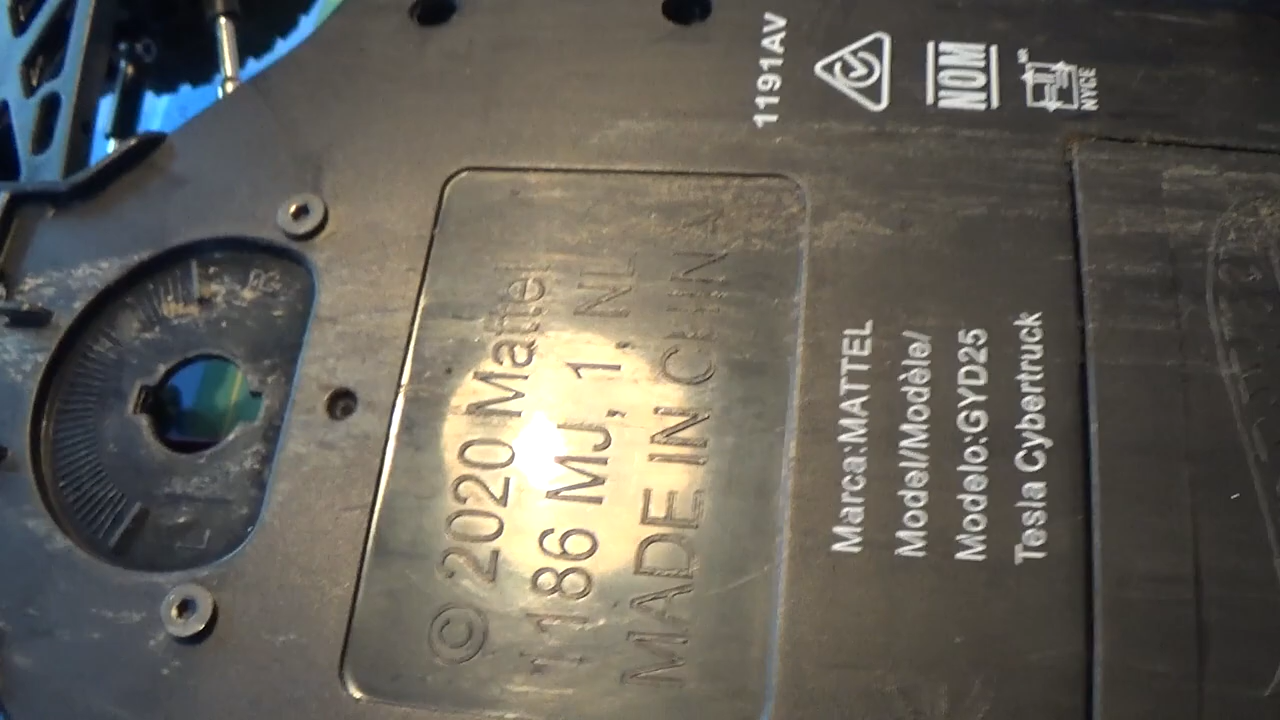 © 2020 Mattel
1186 MJ, 1, NL
MADE IN CHINA
1191AV
NOM
NYCE
Marca:MATTEL
Model/Modèle/
Modelo:GYD25
Tesla Cybertruck